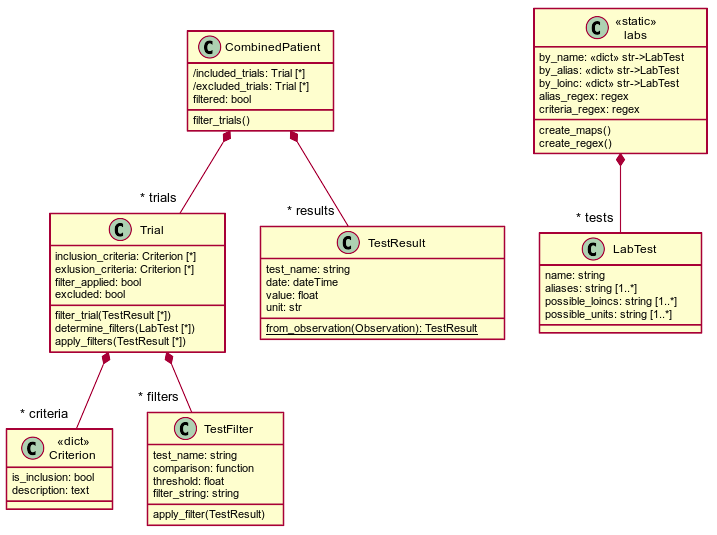 C CombinedPatient
/included_trials: Trial [*]
/excluded_trials: Trial [*]
filtered: bool
filter_trials()
C «static»
labs
by_name: «dict» str->LabTest
by_alias: «dict» str->LabTest
by_loinc: «dict» str->LabTest
alias_regex: regex
criteria_regex: regex
create_maps()
create_regex()
* trials
* results
* tests
C Trial
inclusion_criteria: Criterion [*]
exlusion_criteria: Criterion [*]
filter_applied: bool
excluded: bool
filter_trial(TestResult [*])
determine_filters(LabTest [*])
apply_filters(TestResult [*])
C TestResult
test_name: string
date: dateTime
value: float
unit: str
from_observation(Observation): TestResult
C LabTest
name: string
aliases: string [1..*]
possible_loincs: string [1..*]
possible_units: string [1..*]
* criteria
* filters
C «dict»
Criterion
is_inclusion: bool
description: text
C TestFilter
test_name: string
comparison: function
threshold: float
filter_string: string
apply_filter(TestResult)